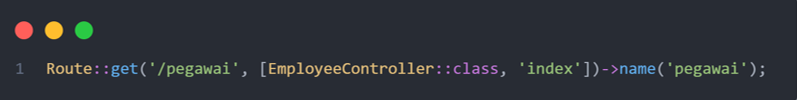 1 Route::get('/pegawai', [EmployeeController::class, 'index'])->name('pegawai');